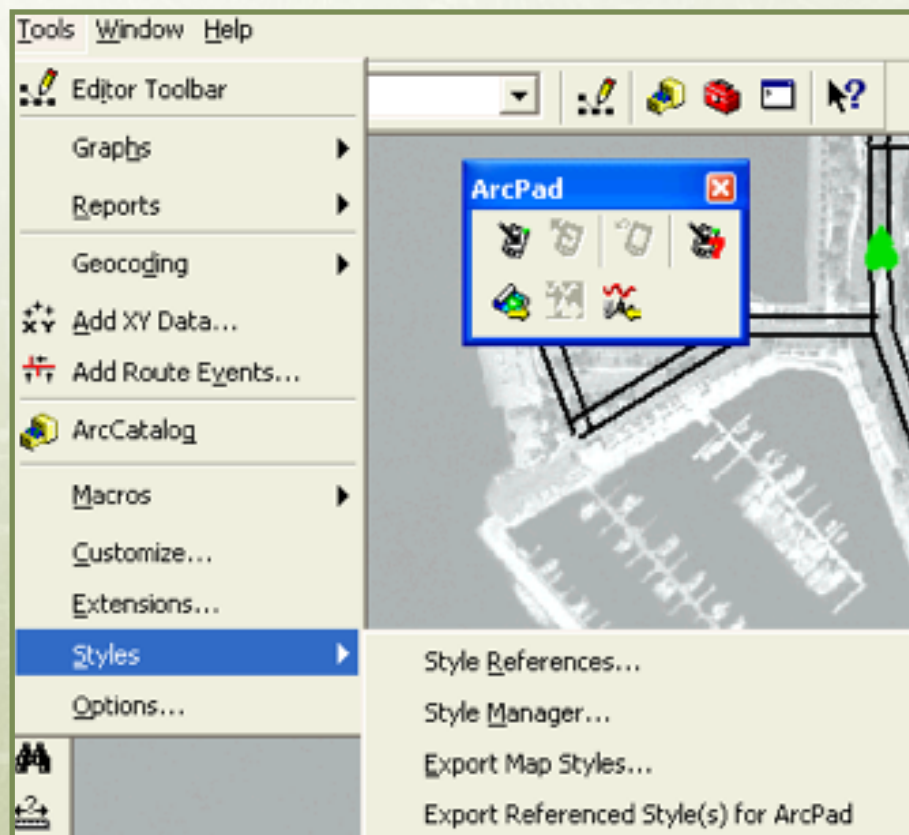 Tools Window Help
Editor Toolbar
Graphs
Reports
Geocoding
Add XY Data...
Add Route Events...
ArcCatalog
Macros
Customize...
Extensions...
Styles
Options...
ArcPad
Style References...
Style Manager...
Export Map Styles...
Export Referenced Style(s) for ArcPad